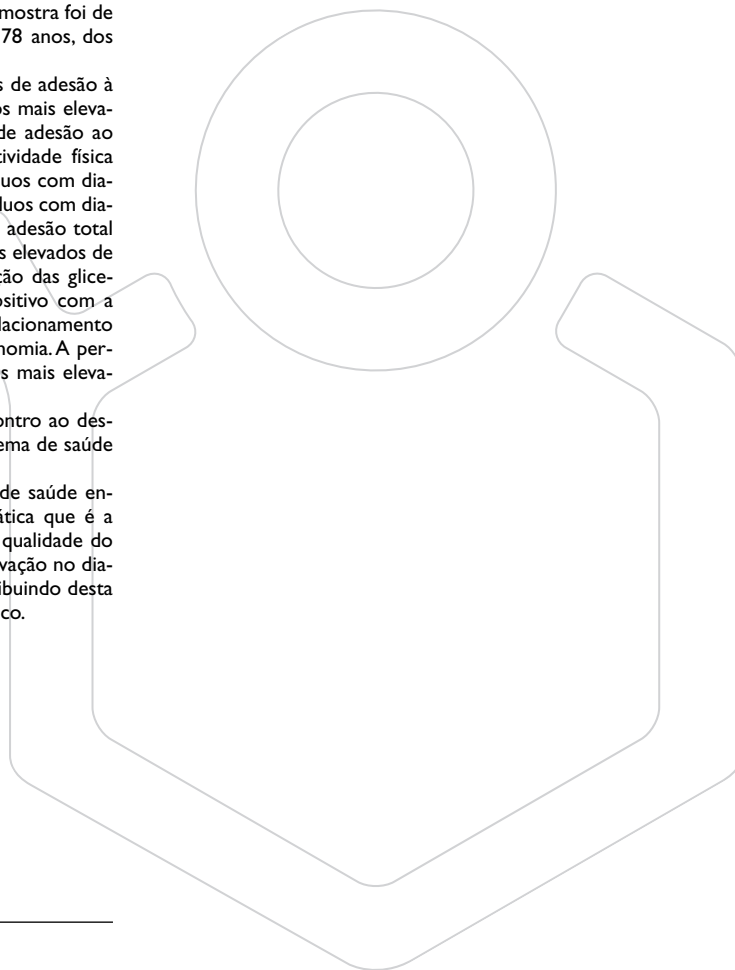 mostra foi de
78 anos, dos
de adesão à
os mais eleva-
de adesão ao
tividade física
uos com dia-
duos com dia-
adesão total
s elevados de
ção das glice-
ositivo com a
lacionamento
nomia. A per-
s mais eleva-
ontro ao des-
ema de saúde
de saúde en-
ática que é a
qualidade do
vação no dia-
ibuindo desta
co.